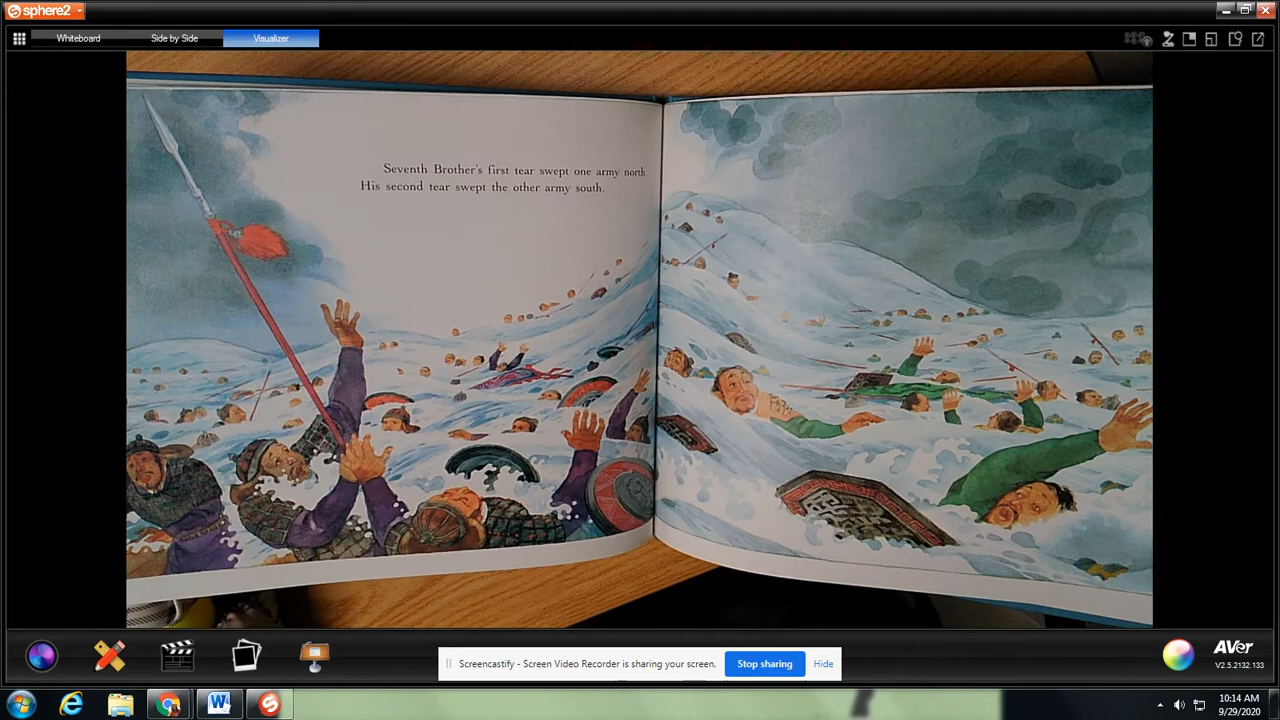 sphere2
Whiteboard
Side by Side
Visualizer
Seventh Brother's first tear swept one army north.
His second tear swept the other army south.
Screencastify - Screen Video Recorder is sharing your screen.
Stop sharing
Hide
AVer
V2.5.2132.133
10:14 AM
9/29/2020